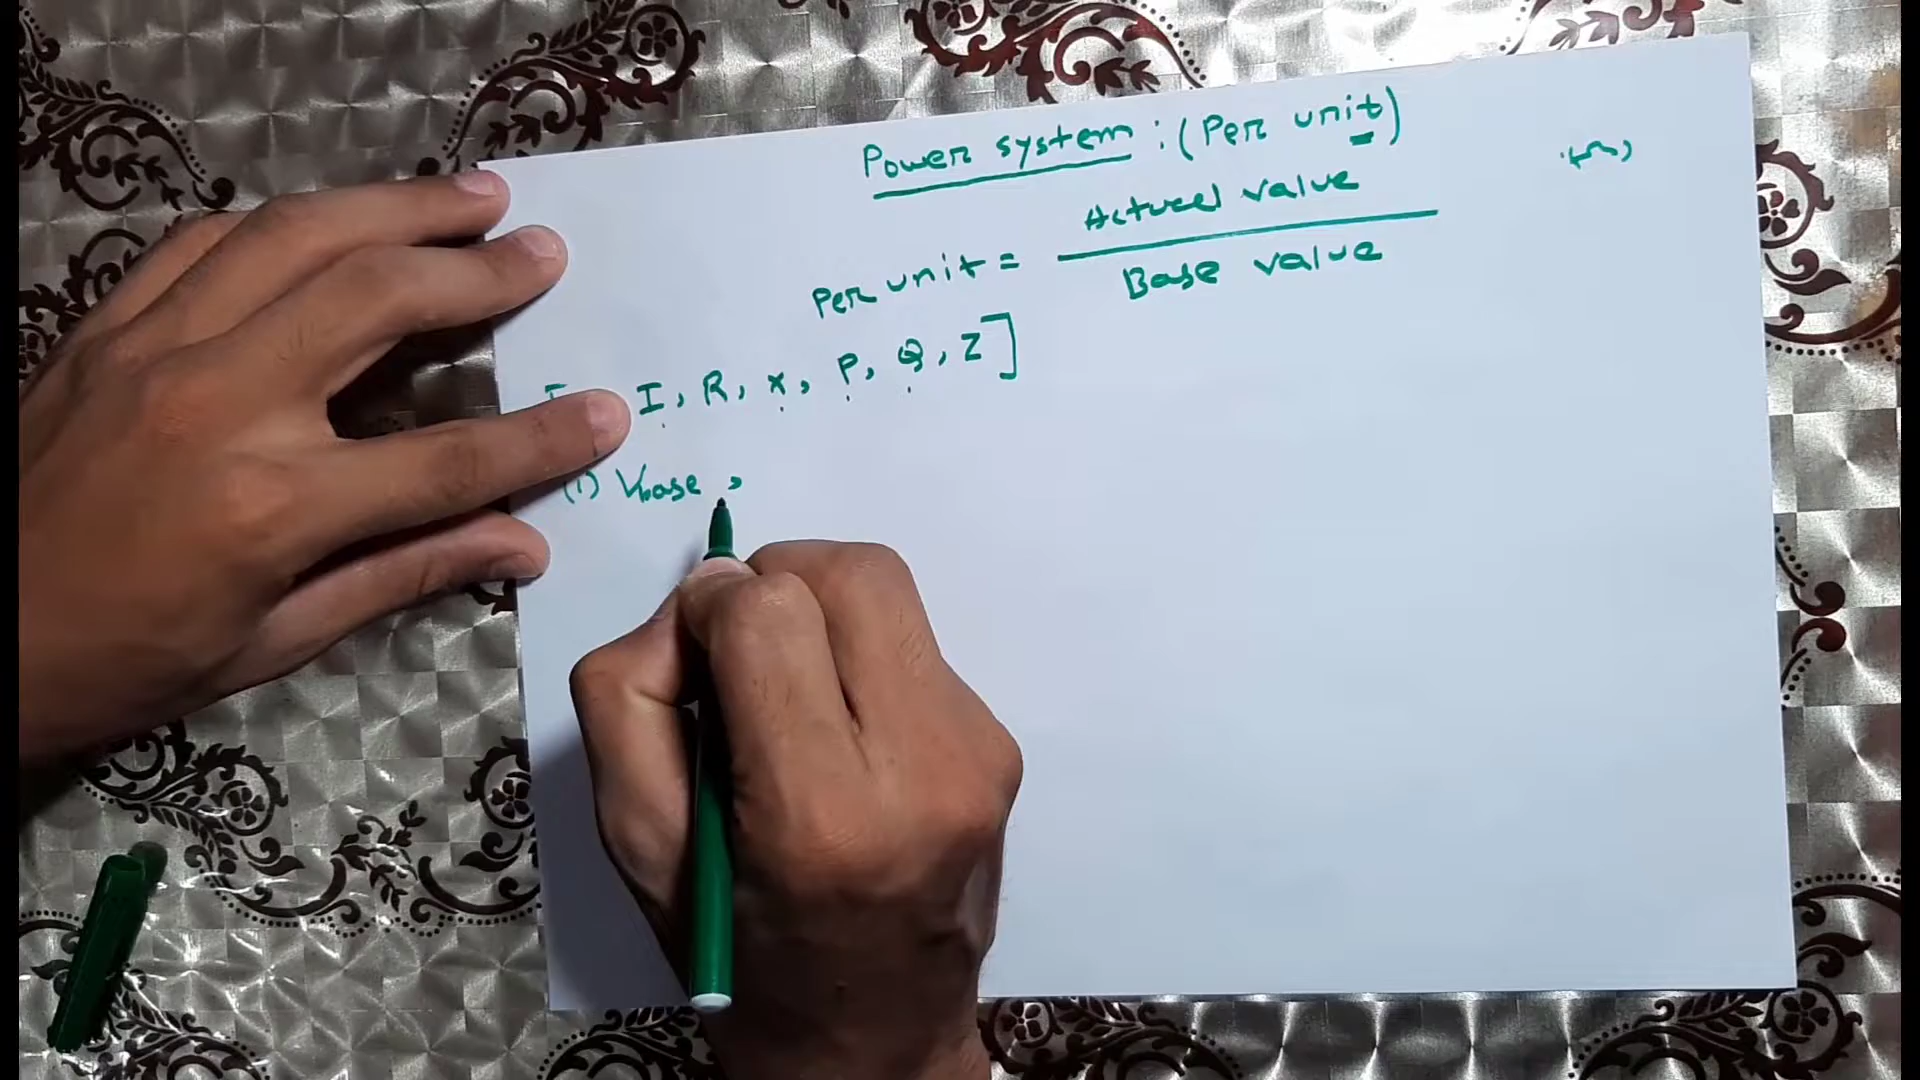 Power system : (Per unit)
Per unit = Actual value
Base value
I, R, x, P, Q, Z]
(1) Vbase ,